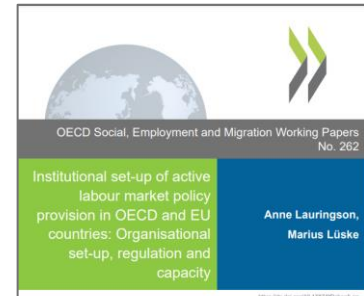 OECD Social, Employment and Migration Working Papers
No. 262
Institutional set-up of active
labour market policy
provision in OECD and EU
countries: Organisational
set-up, regulation and
capacity
Anne Lauringson,
Marius Lüske